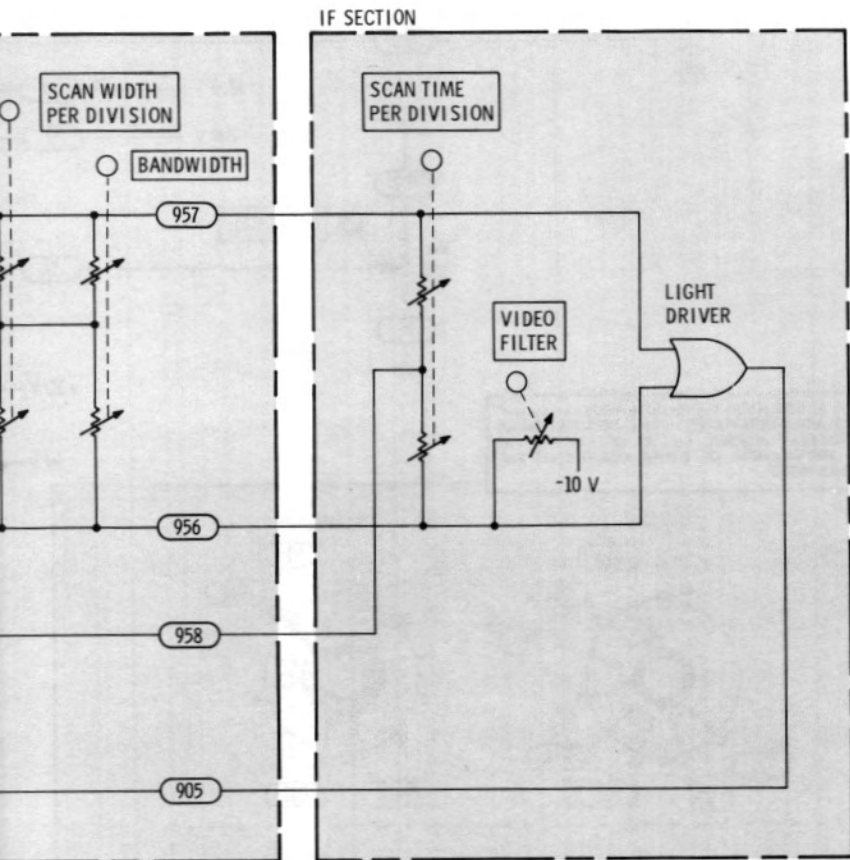 IF SECTION
SCAN WIDTH
PER DIVISION
BANDWIDTH
SCAN TIME
PER DIVISION
957
LIGHT
DRIVER
VIDEO
FILTER
-10 V
956
958
905